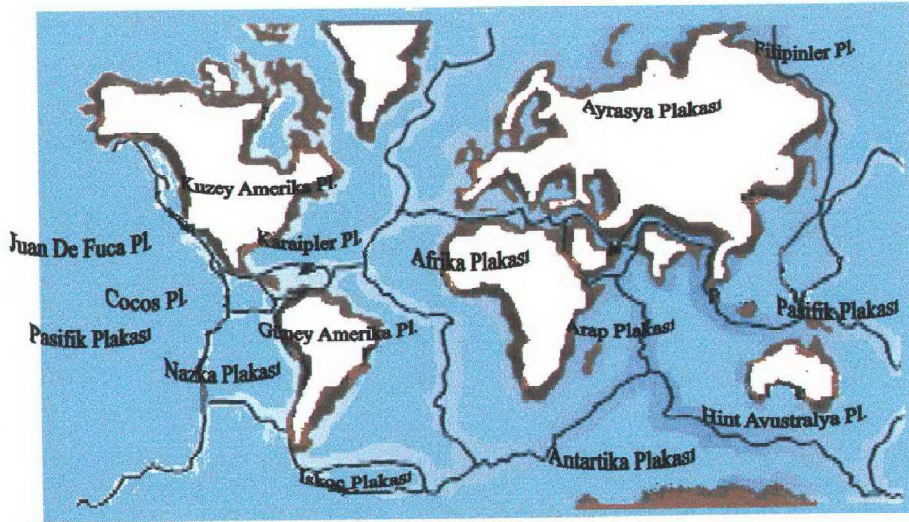 Filipinler Pl.
Ayrasya Plakası
Kuzey Amerika Pl.
Juan De Fuca Pl.
Karaipler Pl.
Afrika Plakası
Cocos Pl.
Pasifik Plakası
Güney Amerika Pl.
Arap Plakası
Pasifik Plakası
Nazka Plakası
Hint Avustralya Pl.
Antartika Plakası
Plakası